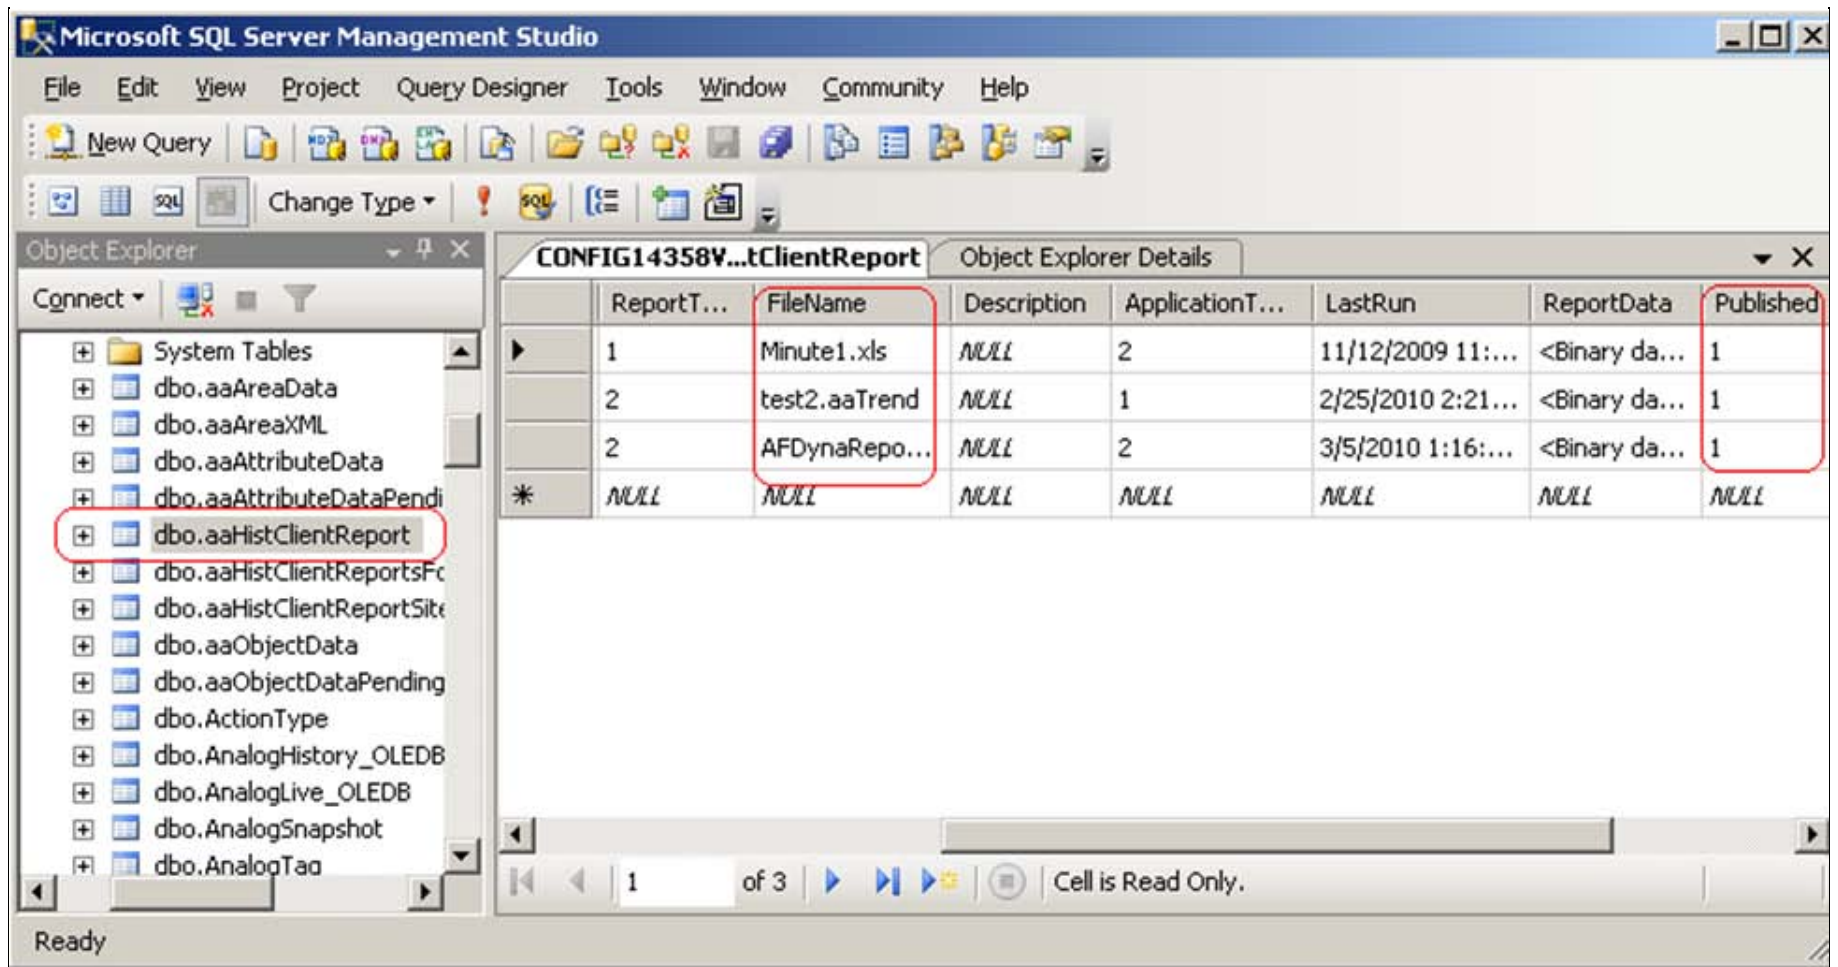 Microsoft SQL Server Management Studio
File Edit View Project Query Designer Tools Window Community Help
New Query
Change Type
Object Explorer
Connect
System Tables
dbo.aaAreaData
dbo.aaAreaXML
dbo.aaAttributeData
dbo.aaAttributeDataPendi
dbo.aaHistClientReport
dbo.aaHistClientReportsFo
dbo.aaHistClientReportSite
dbo.aaObjectData
dbo.aaObjectDataPending
dbo.ActionType
dbo.AnalogHistory_OLEDB
dbo.AnalogLive_OLEDB
dbo.AnalogSnapshot
dbo.AnalogTag
CONFIG14358V...tClientReport Object Explorer Details
ReportT... FileName Description ApplicationT... LastRun ReportData Published
1 Minute1.xls NULL 2 11/12/2009 11:... <Binary da... 1
2 test2.aaTrend NULL 1 2/25/2010 2:21... <Binary da... 1
2 AFDynaRepo... NULL 2 3/5/2010 1:16:... <Binary da... 1
NULL NULL NULL NULL NULL NULL NULL
1 of 3 Cell is Read Only.
Ready